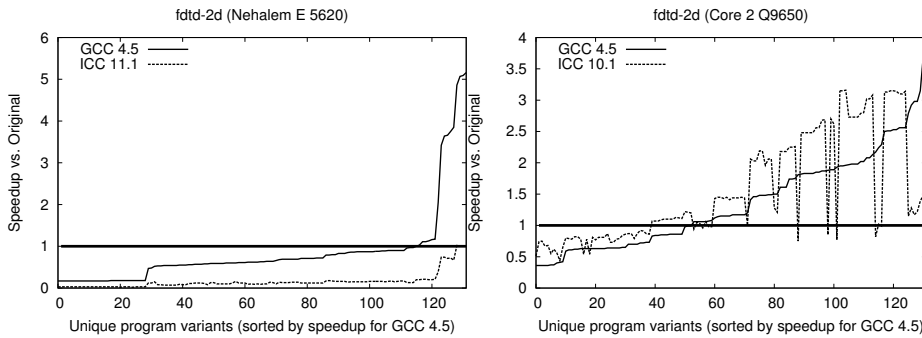 fdtd-2d (Nehalem E 5620)
6
5
4
3
2
1
0
Speedup vs. Original
GCC 4.5
ICC 11.1
0 20 40 60 80 100 120
Unique program variants (sorted by speedup for GCC 4.5)
fdtd-2d (Core 2 Q9650)
4
3.5
3
2.5
2
1.5
1
0.5
0
Speedup vs. Original
GCC 4.5
ICC 10.1
0 20 40 60 80 100 120
Unique program variants (sorted by speedup for GCC 4.5)